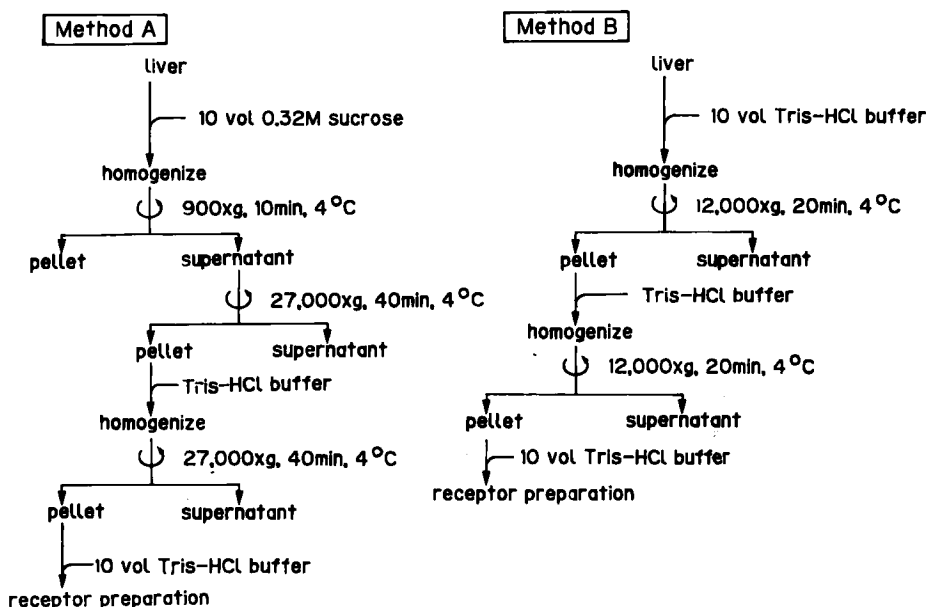 Method A
liver
10 vol 0.32M sucrose
homogenize
900xg, 10min, 4°C
pellet supernatant
27,000xg, 40min, 4°C
pellet supernatant
Tris-HCl buffer
homogenize
27,000xg, 40min, 4°C
pellet supernatant
10 vol Tris-HCl buffer
receptor preparation
Method B
liver
10 vol Tris-HCl buffer
homogenize
12,000xg, 20min, 4°C
pellet supernatant
Tris-HCl buffer
homogenize
12,000xg, 20min, 4°C
pellet supernatant
10 vol Tris-HCl buffer
receptor preparation